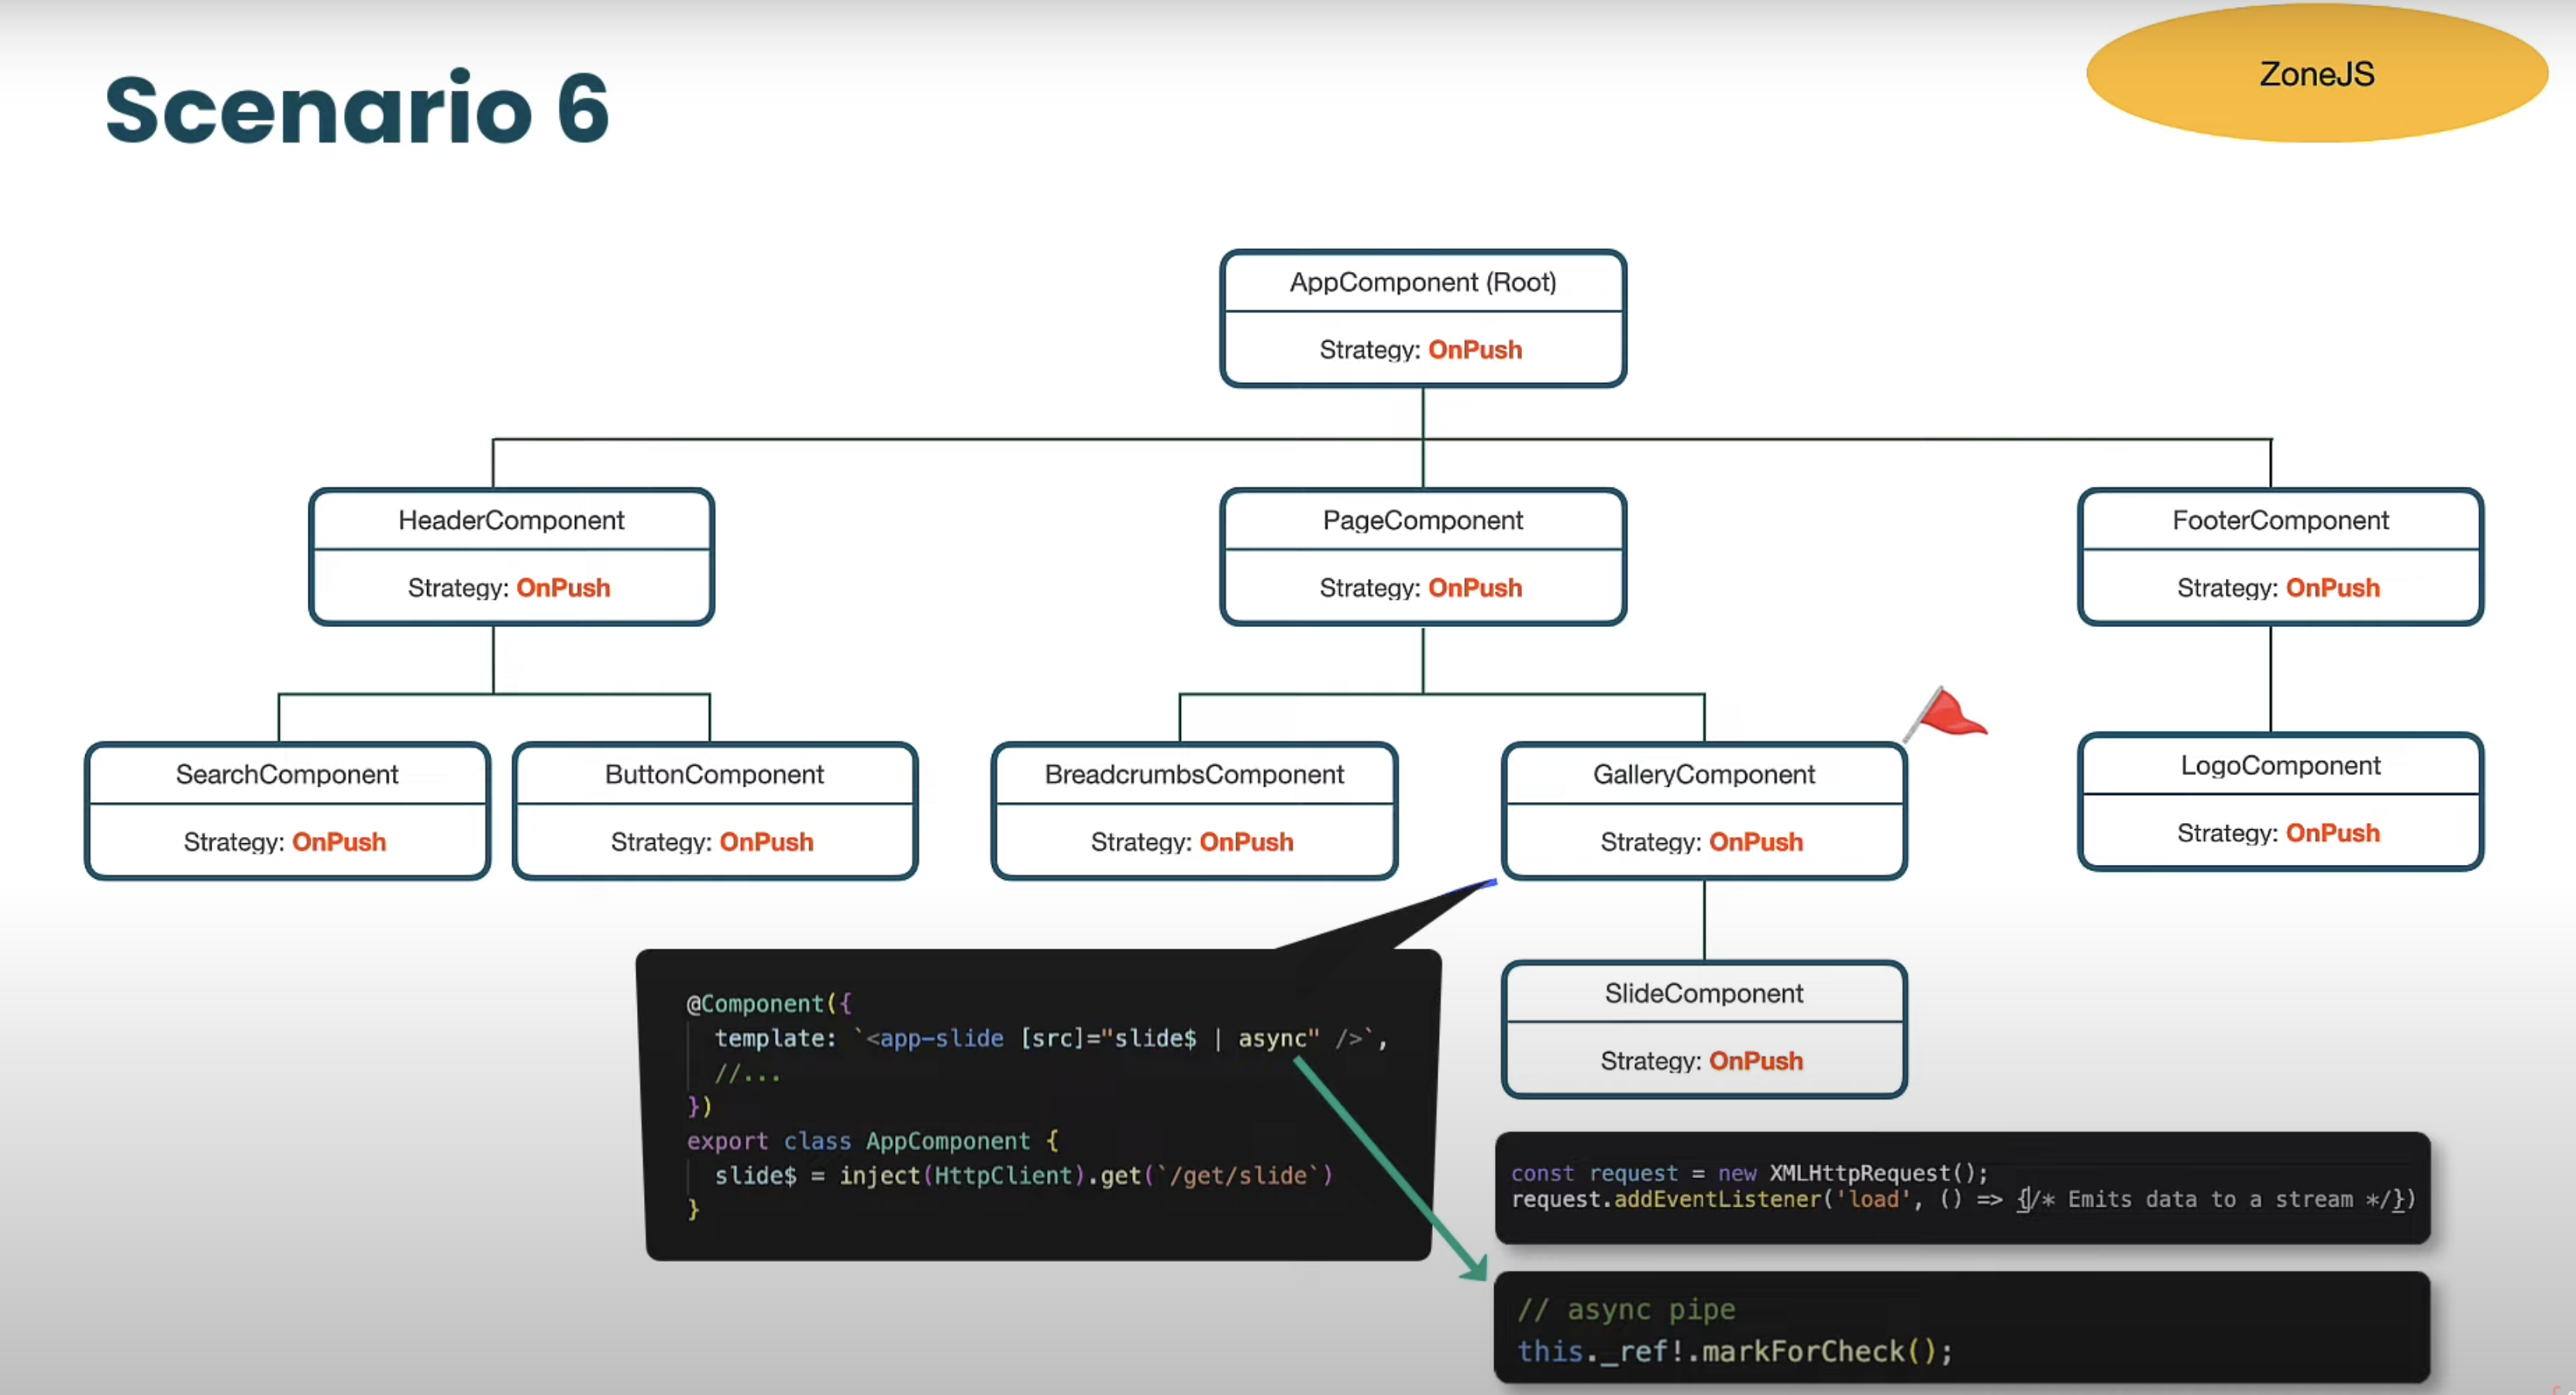 Scenario 6
ZoneJS
AppComponent (Root)
Strategy: OnPush
HeaderComponent
Strategy: OnPush
PageComponent
Strategy: OnPush
FooterComponent
Strategy: OnPush
SearchComponent
Strategy: OnPush
ButtonComponent
Strategy: OnPush
BreadcrumbsComponent
Strategy: OnPush
GalleryComponent
Strategy: OnPush
LogoComponent
Strategy: OnPush
SlideComponent
Strategy: OnPush
@Component({
template: `<app-slide [src]="slide$ | async" />`,
//...
})
export class AppComponent {
slide$ = inject(HttpClient).get(`/get/slide`)
}
const request = new XMLHttpRequest();
request.addEventListener('load', () => {/* Emits data to a stream */})
// async pipe
this._ref!.markForCheck();